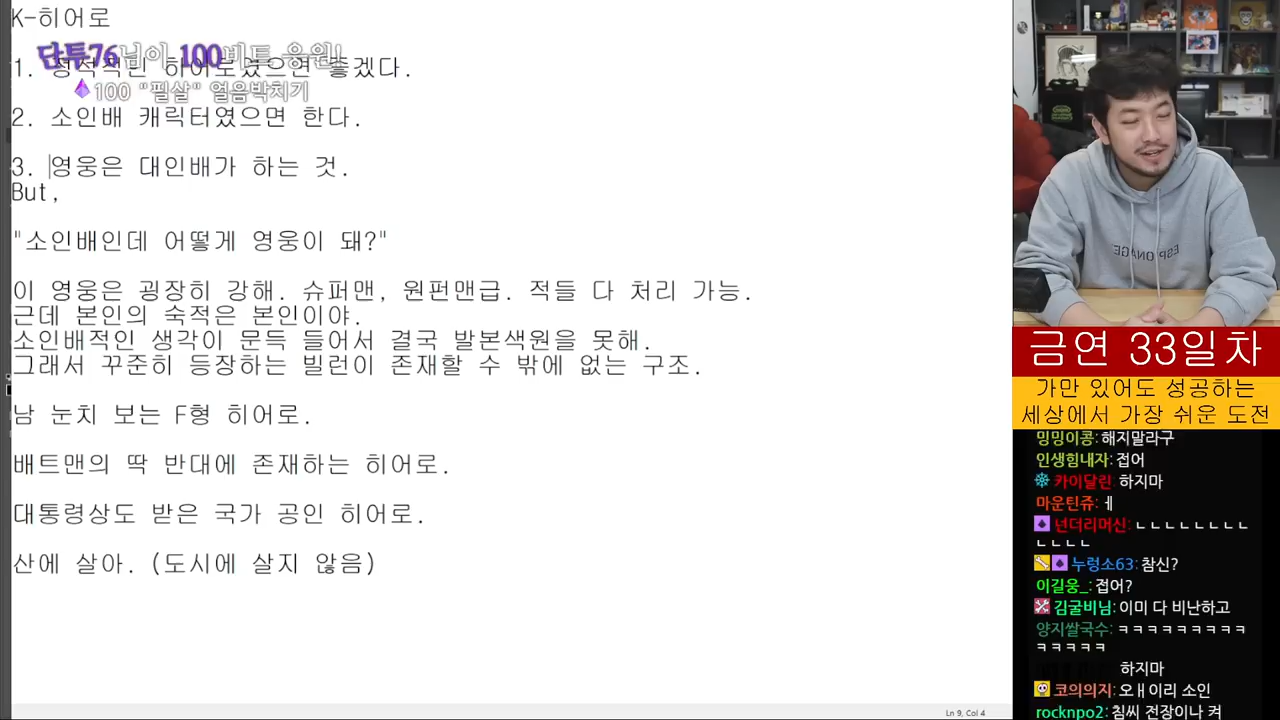 K-히어로
단투76님이 100비트 응원!
1. 정석적인 히어로였으면 좋겠다.
100 "필살" 얼음박치기
2. 소인배 캐릭터였으면 한다.
3. 영웅은 대인배가 하는 것.
But,
"소인배인데 어떻게 영웅이 돼?"
이 영웅은 굉장히 강해. 슈퍼맨, 원펀맨급. 적들 다 처리 가능.
근데 본인의 숙적은 본인이야.
소인배적인 생각이 문득 들어서 결국 발본색원을 못해.
그래서 꾸준히 등장하는 빌런이 존재할 수 밖에 없는 구조.
남 눈치 보는 F형 히어로.
배트맨의 딱 반대에 존재하는 히어로.
대통령상도 받은 국가 공인 히어로.
산에 살아. (도시에 살지 않음)
Ln 9, Col 4
ESPIONAGE
금연 33일차
가만 있어도 성공하는
세상에서 가장 쉬운 도전
밍밍이콩: 해지말라구
인생힘내자: 접어
카이달린: 하지마
마운틴쥬: ㅔ
넌더리머신: ㄴㄴㄴㄴㄴㄴㄴㄴ
ㄴㄴㄴㄴ
누렁소63: 참신?
이길웅_: 접어?
김굴비님: 이미 다 비난하고
양지쌀국수: ㅋㅋㅋㅋㅋㅋㅋㅋㅋ
ㅋㅋㅋㅋㅋ
하지마
코의의지: 오ㅐ이리 소인
rocknpo2: 침씨 전장이나 켜